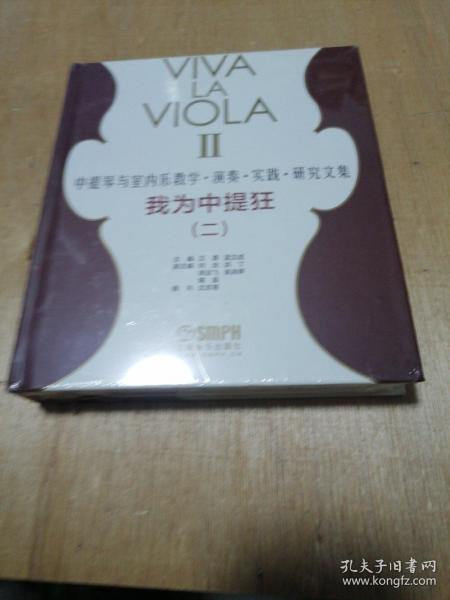 VIVA
LA
VIOLA
II
中提琴与室内乐教学·演奏·实践·研究文集
我为中提狂
（二）
SMPH
孔夫子旧书网
www.kongfz.com